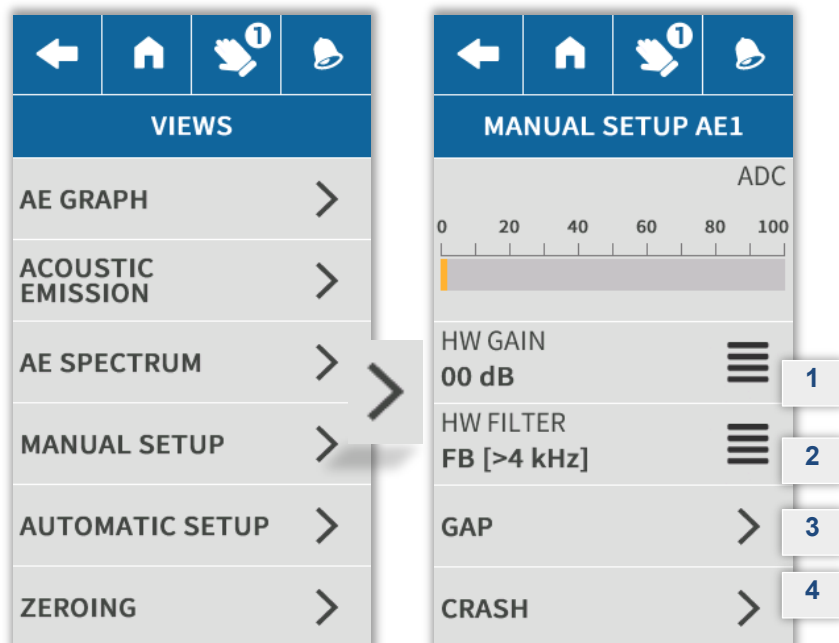 1
VIEWS
AE GRAPH
ACOUSTIC
EMISSION
AE SPECTRUM
MANUAL SETUP
AUTOMATIC SETUP
ZEROING
1
MANUAL SETUP AE1
ADC
0 20 40 60 80 100
HW GAIN
00 dB
1
HW FILTER
FB [>4 kHz]
2
GAP
3
CRASH
4